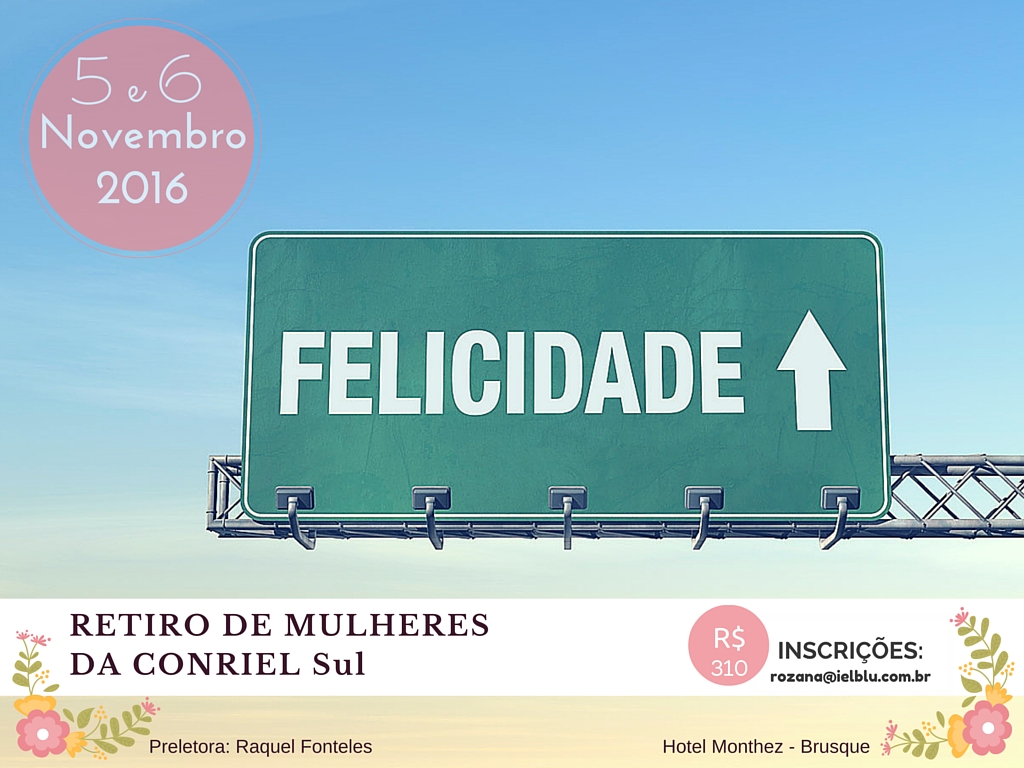 5 e 6
Novembro
2016
FELICIDADE
RETIRO DE MULHERES
DA CONRIEL Sul
R$
310
INSCRIÇÕES:
rozana@ielblu.com.br
Preletora: Raquel Fonteles
Hotel Monthez - Brusque